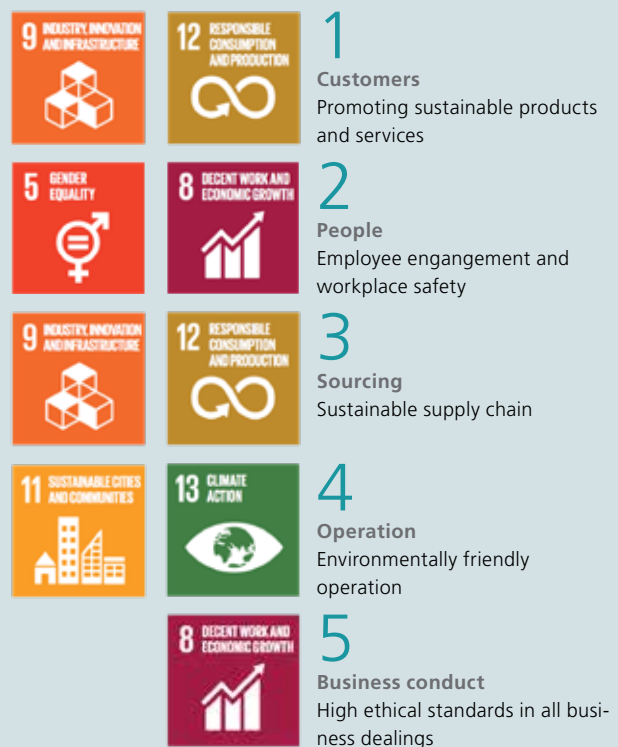 9 INDUSTRY, INNOVATION
AND INFRASTRUCTURE
12 RESPONSIBLE
CONSUMPTION
AND PRODUCTION
1
Customers
Promoting sustainable products
and services
5 GENDER
EQUALITY
8 DECENT WORK AND
ECONOMIC GROWTH
2
People
Employee engangement and
workplace safety
9 INDUSTRY, INNOVATION
AND INFRASTRUCTURE
12 RESPONSIBLE
CONSUMPTION
AND PRODUCTION
3
Sourcing
Sustainable supply chain
11 SUSTAINABLE CITIES
AND COMMUNITIES
13 CLIMATE
ACTION
4
Operation
Environmentally friendly
operation
8 DECENT WORK AND
ECONOMIC GROWTH
5
Business conduct
High ethical standards in all busi-
ness dealings